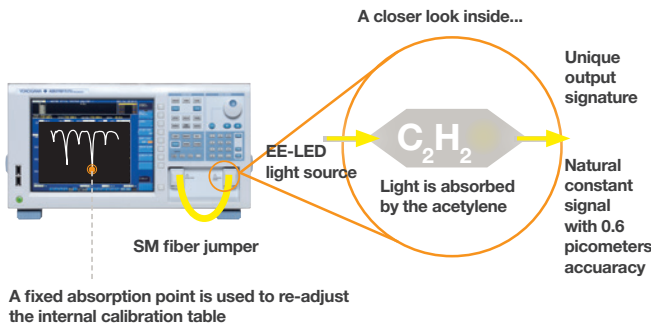 A closer look inside...
YOKOGAWA
Unique
output
signature
C2H2
EE-LED
light source
Light is absorbed
by the acetylene
Natural
constant
signal
with 0.6
picometers
accuaracy
SM fiber jumper
A fixed absorption point is used to re-adjust
the internal calibration table